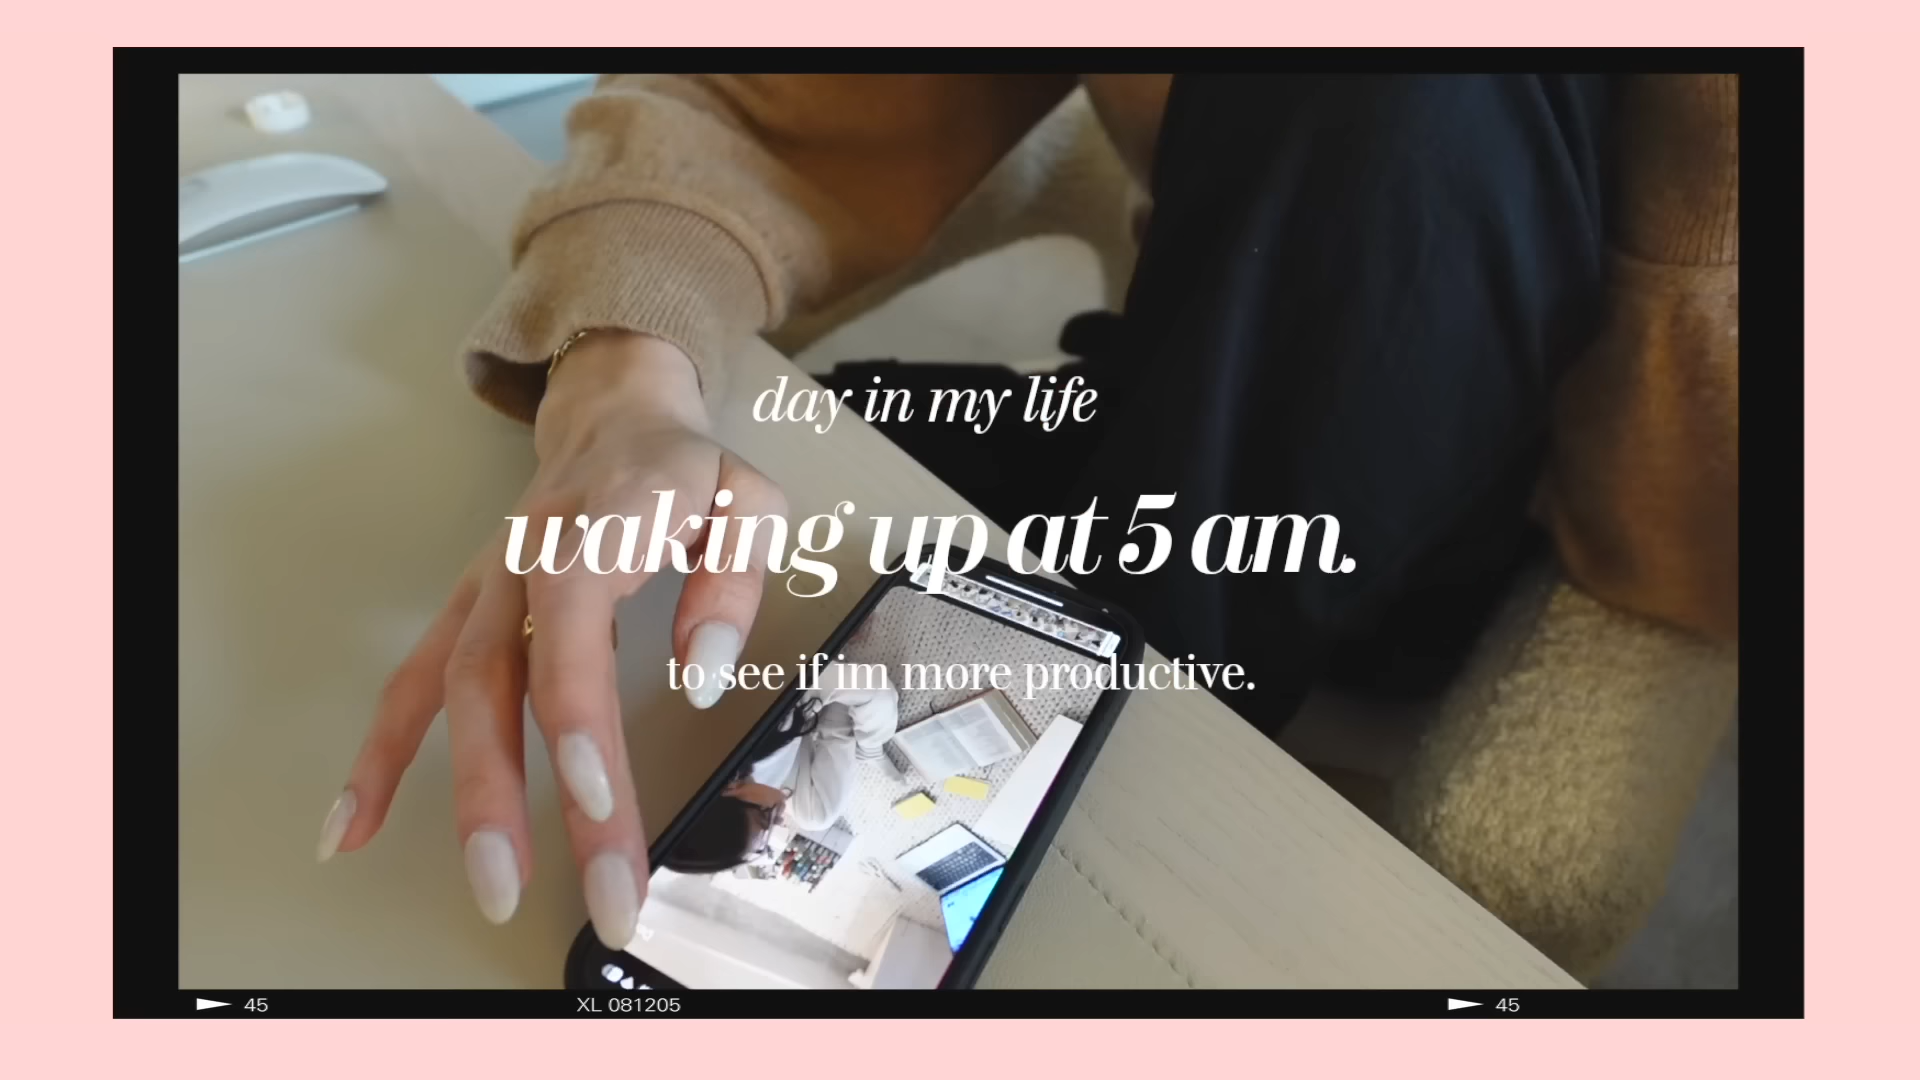 day in my life
waking up at 5 am.
to see if im more productive.
45 XL 081205 45